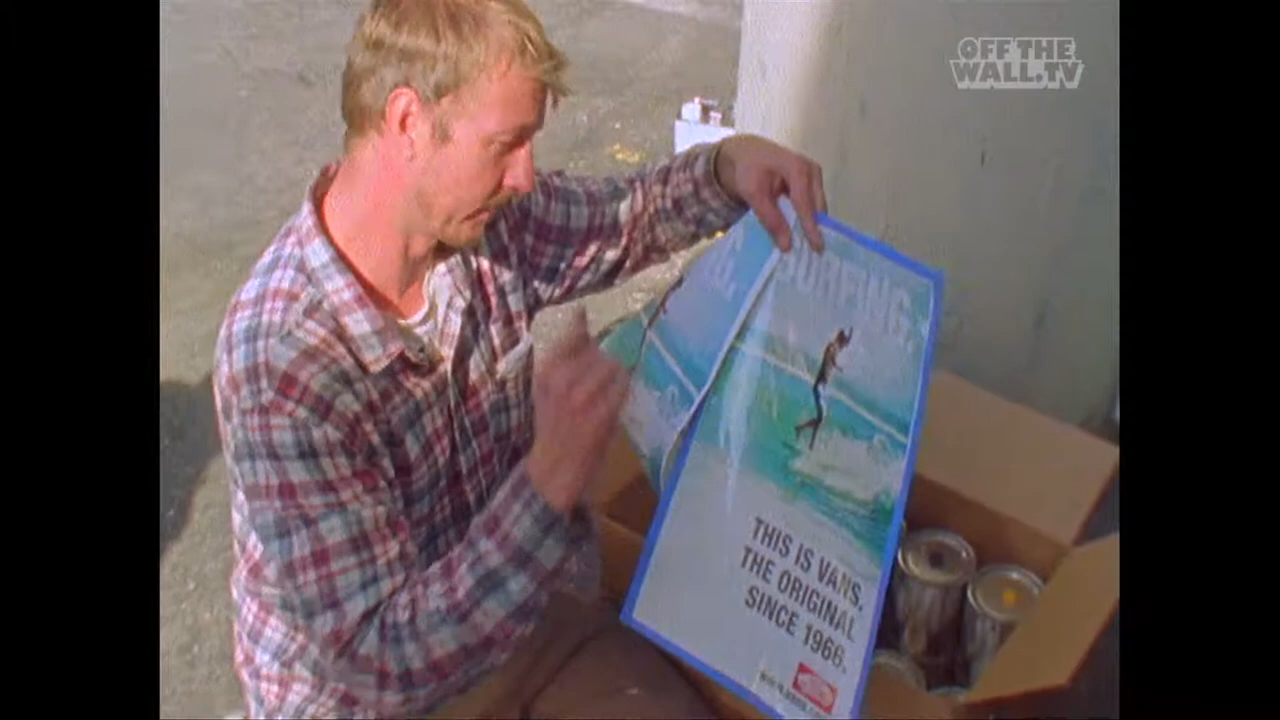 OFF THE
WALL.TV
SURFING.
THIS IS VANS.
THE ORIGINAL
SINCE 1966.